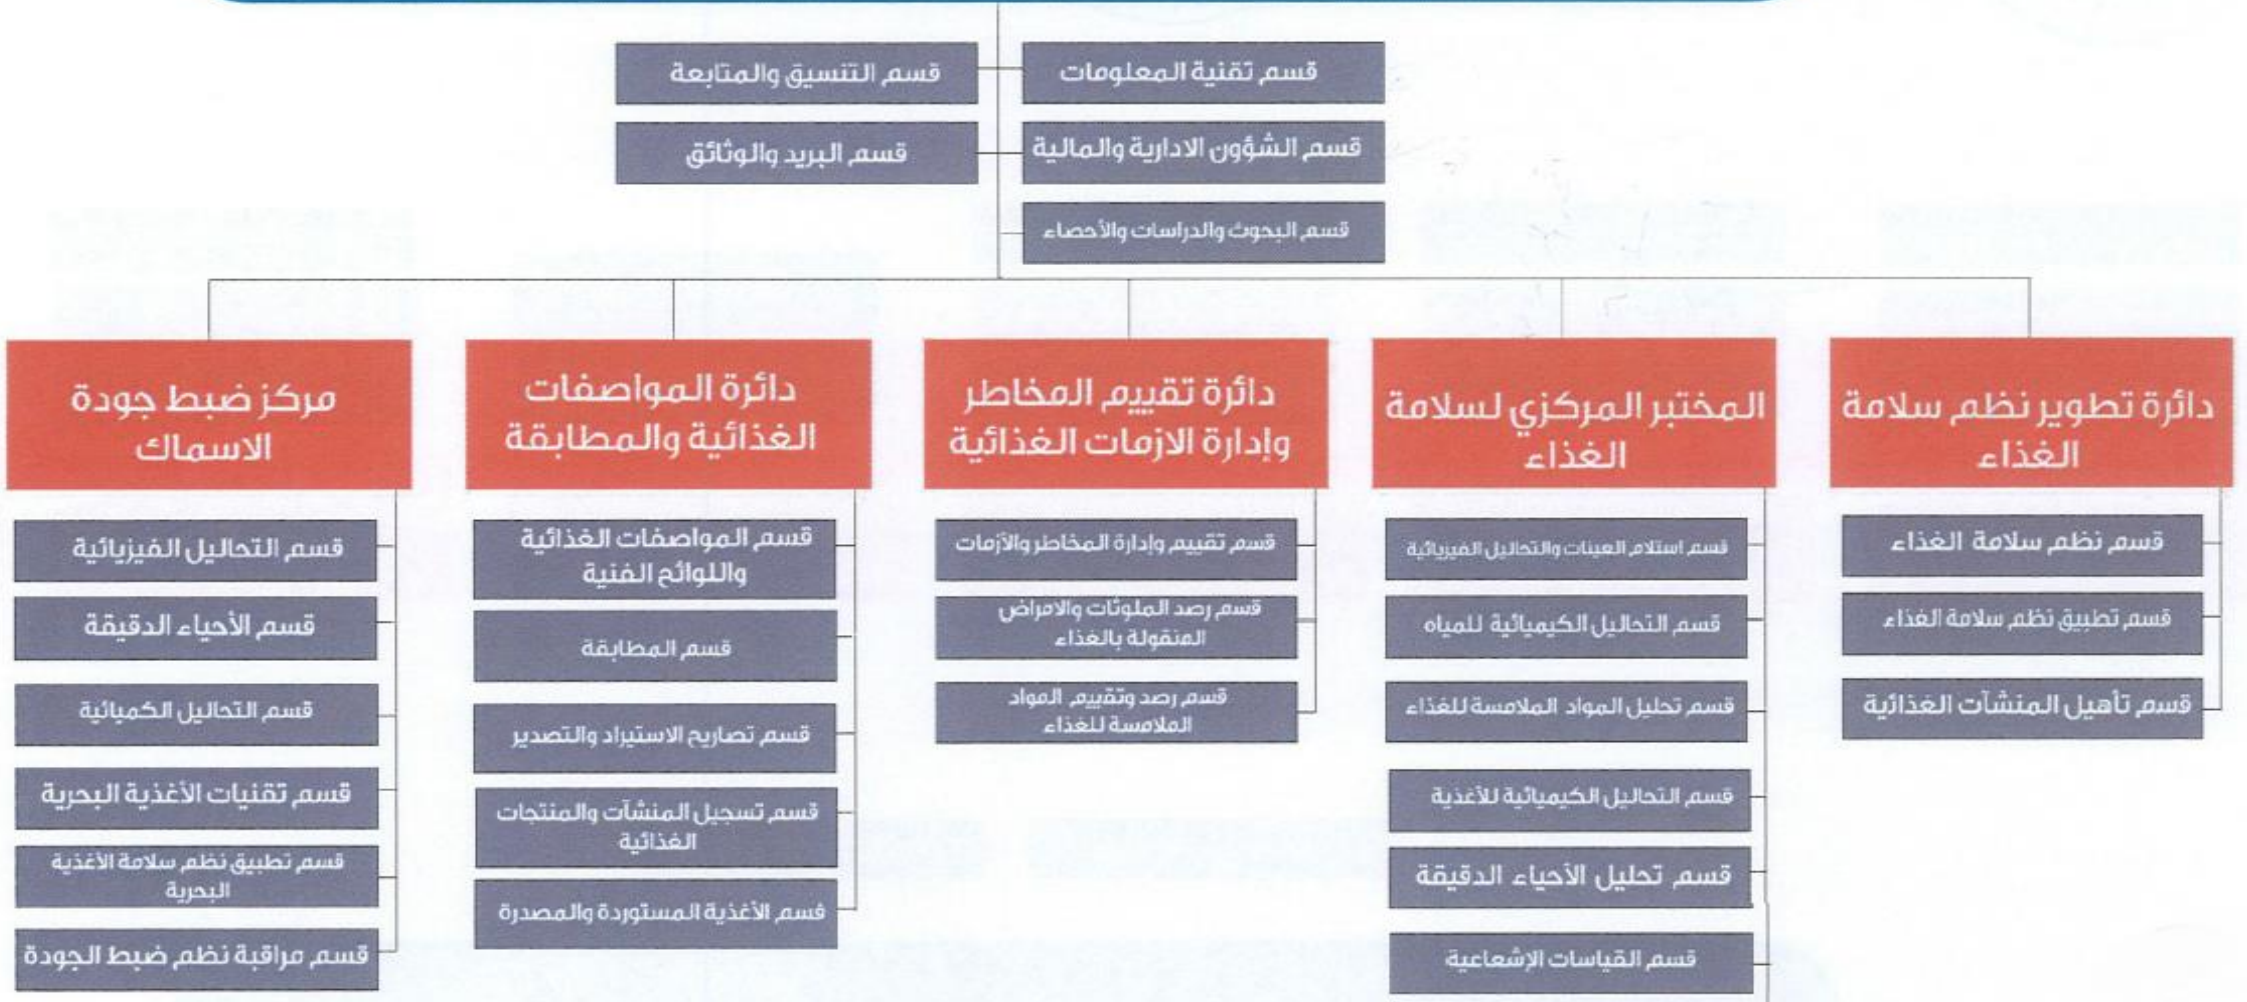 قسم تقنية المعلومات
قسم التنسيق والمتابعة
قسم الشؤون الادارية والمالية
قسم البريد والوثائق
قسم البحوث والدراسات والأحصاء
دائرة تطوير نظم سلامة
الغذاء
قسم نظم سلامة الغذاء
قسم تطبيق نظم سلامة الغذاء
قسم تأهيل المنشآت الغذائية
المختبر المركزي لسلامة
الغذاء
قسم استلام العينات والتحاليل الفيزيائية
قسم التحاليل الكيميائية للمياه
قسم تحليل المواد الملامسة للغذاء
قسم التحاليل الكيميائية للأغذية
قسم تحليل الأحياء الدقيقة
قسم القياسات الإشعاعية
دائرة تقييم المخاطر
وإدارة الازمات الغذائية
قسم تقييم وإدارة المخاطر والأزمات
قسم رصد الملوثات والامراض
المنقولة بالغذاء
قسم رصد وتقييم المواد
الملامسة للغذاء
دائرة المواصفات
الغذائية والمطابقة
قسم المواصفات الغذائية
واللوائح الفنية
قسم المطابقة
قسم تصاريح الاستيراد والتصدير
قسم تسجيل المنشآت والمنتجات
الغذائية
قسم الأغذية المستوردة والمصدرة
مركز ضبط جودة
الاسماك
قسم التحاليل الفيزيائية
قسم الأحياء الدقيقة
قسم التحاليل الكميائية
قسم تقنيات الأغذية البحرية
قسم تطبيق نظم سلامة الأغذية
البحرية
قسم مراقبة نظم ضبط الجودة